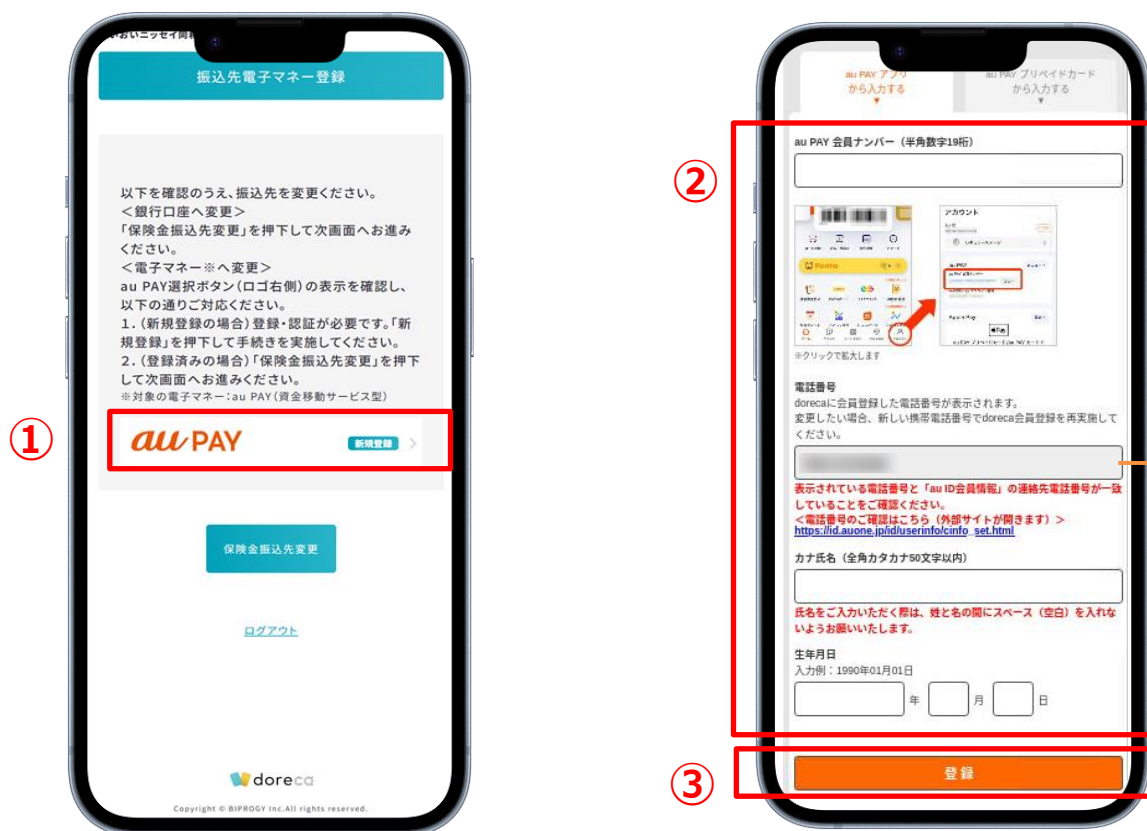 ①
振込先電子マネー登録
以下を確認のうえ、振込先を変更ください。
＜銀行口座へ変更＞
「保険金振込先変更」を押下して次画面へお進み
ください。
＜電子マネー※へ変更＞
au PAY選択ボタン（ロゴ右側）の表示を確認し、
以下の通りご対応ください。
1．（新規登録の場合）登録・認証が必要です。「新
規登録」を押下して手続きを実施してください。
2．（登録済みの場合）「保険金振込先変更」を押下
して次画面へお進みください。
※対象の電子マネー：au PAY（資金移動サービス型）
au PAY
新規登録 >
保険金振込先変更
ログアウト
doreca
Copyright © BIPROGY Inc.All rights reserved.
②
au PAY アプリ
から入力する
▼
au PAY プリペイドカード
から入力する
▼
au PAY 会員ナンバー（半角数字19桁）
アカウント
au PAY
Apple Pay
※クリックで拡大します
電話番号
dorecaに会員登録した電話番号が表示されます。
変更したい場合、新しい携帯電話番号でdoreca会員登録を再実施して
ください。
表示されている電話番号と「au ID会員情報」の連絡先電話番号が一致
していることをご確認ください。
＜電話番号のご確認はこちら（外部サイトが開きます）＞
https://id.auone.jp/id/userinfo/cinfo_set.html
カナ氏名（全角カタカナ50文字以内）
氏名をご入力いただく際は、姓と名の間にスペース（空白）を入れな
いようお願いいたします。
生年月日
入力例：1990年01月01日
年 月 日
③
登録